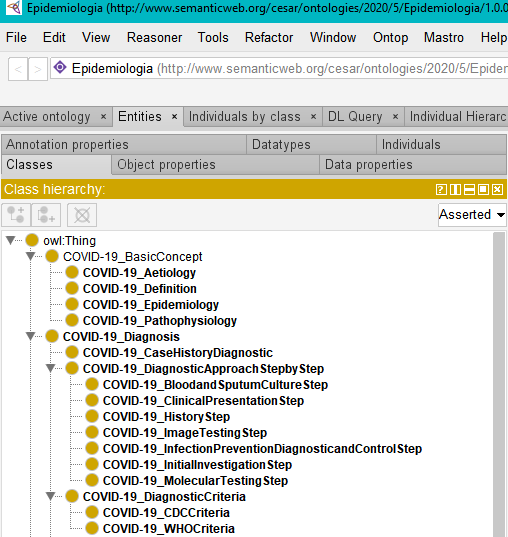 Epidemiologia (http://www.semanticweb.org/cesar/ontologies/2020/5/Epidemiologia/1.0.0
File Edit View Reasoner Tools Refactor Window Ontop Mastro Help
< > Epidemiologia (http://www.semanticweb.org/cesar/ontologies/2020/5/Epiden
Active ontology × Entities × Individuals by class × DL Query × Individual Hierarc
Annotation properties Datatypes Individuals
Classes Object properties Data properties
Class hierarchy:
Asserted
owl:Thing
COVID-19_BasicConcept
COVID-19_Aetiology
COVID-19_Definition
COVID-19_Epidemiology
COVID-19_Pathophysiology
COVID-19_Diagnosis
COVID-19_CaseHistoryDiagnostic
COVID-19_DiagnosticApproachStepbyStep
COVID-19_BloodandSputumCultureStep
COVID-19_ClinicalPresentationStep
COVID-19_HistoryStep
COVID-19_ImageTestingStep
COVID-19_InfectionPreventionDiagnosticandControlStep
COVID-19_InitialInvestigationStep
COVID-19_MolecularTestingStep
COVID-19_DiagnosticCriteria
COVID-19_CDCCriteria
COVID-19_WHOCriteria